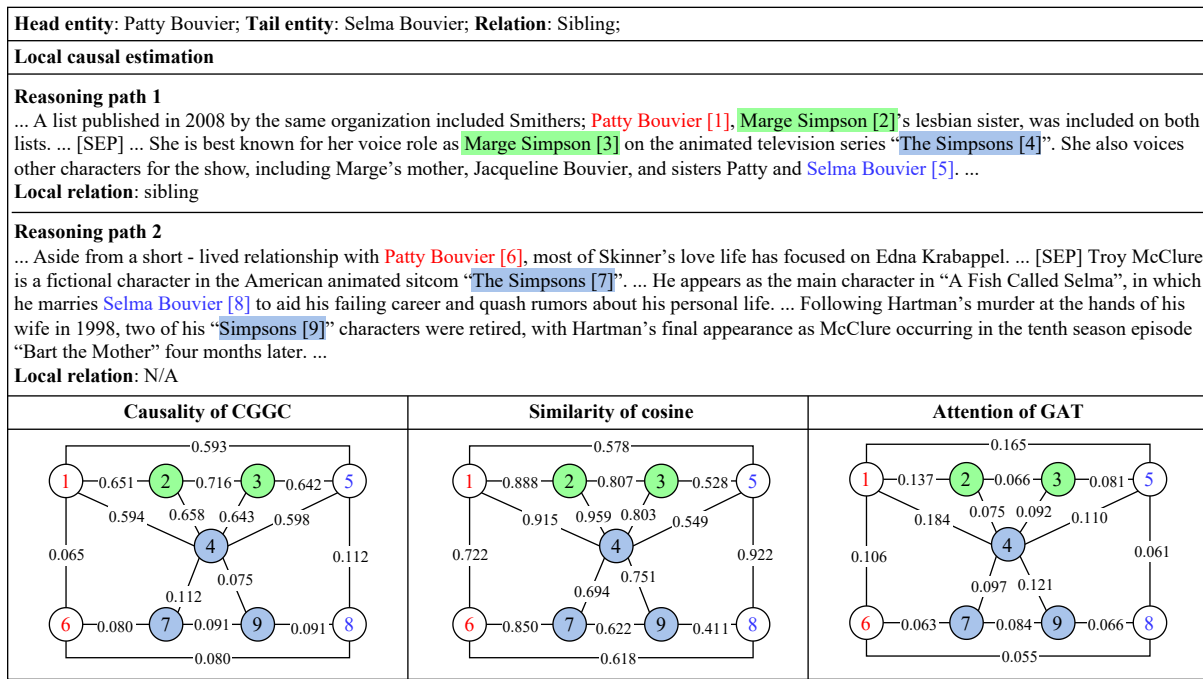 Head entity: Patty Bouvier; Tail entity: Selma Bouvier; Relation: Sibling;
Local causal estimation
Reasoning path 1
... A list published in 2008 by the same organization included Smithers; Patty Bouvier [1], Marge Simpson [2]'s lesbian sister, was included on both
lists. ... [SEP] ... She is best known for her voice role as Marge Simpson [3] on the animated television series “The Simpsons [4]”. She also voices
other characters for the show, including Marge's mother, Jacqueline Bouvier, and sisters Patty and Selma Bouvier [5]. ...
Local relation: sibling
Reasoning path 2
... Aside from a short - lived relationship with Patty Bouvier [6], most of Skinner's love life has focused on Edna Krabappel. ... [SEP] Troy McClure
is a fictional character in the American animated sitcom “The Simpsons [7]”. ... He appears as the main character in “A Fish Called Selma”, in which
he marries Selma Bouvier [8] to aid his failing career and quash rumors about his personal life. ... Following Hartman's murder at the hands of his
wife in 1998, two of his “Simpsons [9]” characters were retired, with Hartman's final appearance as McClure occurring in the tenth season episode
“Bart the Mother” four months later. ...
Local relation: N/A
Causality of CGGC
0.593
1 0.651 2 0.716 3 0.642 5
0.594 0.658 0.643 0.598
4
0.065 0.112
0.112 0.075
6 0.080 7 0.091 9 0.091 8
0.080
Similarity of cosine
0.578
1 0.888 2 0.807 3 0.528 5
0.915 0.959 0.803 0.549
4
0.722 0.922
0.694 0.751
6 0.850 7 0.622 9 0.411 8
0.618
Attention of GAT
0.165
1 0.137 2 0.066 3 0.081 5
0.184 0.075 0.092 0.110
4
0.106 0.061
0.097 0.121
6 0.063 7 0.084 9 0.066 8
0.055